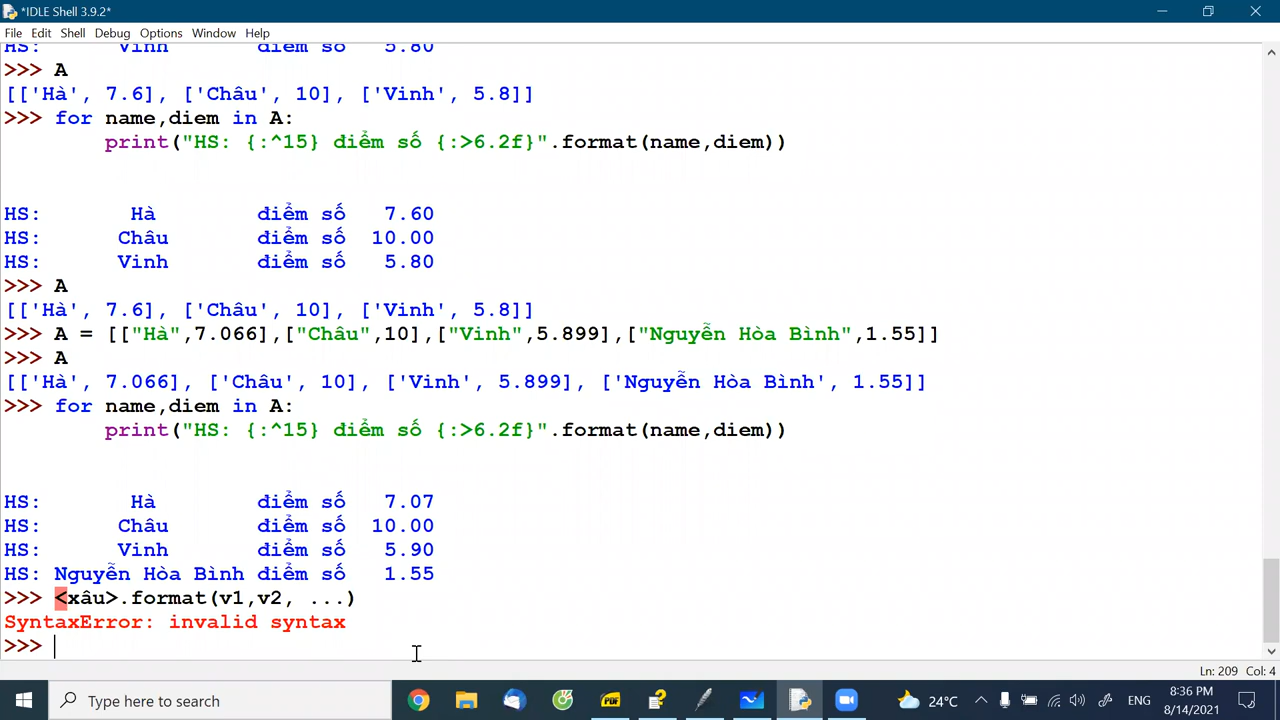 *IDLE Shell 3.9.2*
File Edit Shell Debug Options Window Help
HS: Vinh điểm số 5.80
>>> A
[['Hà', 7.6], ['Châu', 10], ['Vinh', 5.8]]
>>> for name,diem in A:
print("HS: {:^15} điểm số {:>6.2f}".format(name,diem))
HS: Hà điểm số 7.60
HS: Châu điểm số 10.00
HS: Vinh điểm số 5.80
>>> A
[['Hà', 7.6], ['Châu', 10], ['Vinh', 5.8]]
>>> A = [["Hà",7.066],["Châu",10],["Vinh",5.899],["Nguyễn Hòa Bình",1.55]]
>>> A
[['Hà', 7.066], ['Châu', 10], ['Vinh', 5.899], ['Nguyễn Hòa Bình', 1.55]]
>>> for name,diem in A:
print("HS: {:^15} điểm số {:>6.2f}".format(name,diem))
HS: Hà điểm số 7.07
HS: Châu điểm số 10.00
HS: Vinh điểm số 5.90
HS: Nguyễn Hòa Bình điểm số 1.55
>>> <xâu>.format(v1,v2, ...)
SyntaxError: invalid syntax
>>>
Ln: 209 Col: 4
Type here to search
PDF
24°C
ENG
8:36 PM
8/14/2021